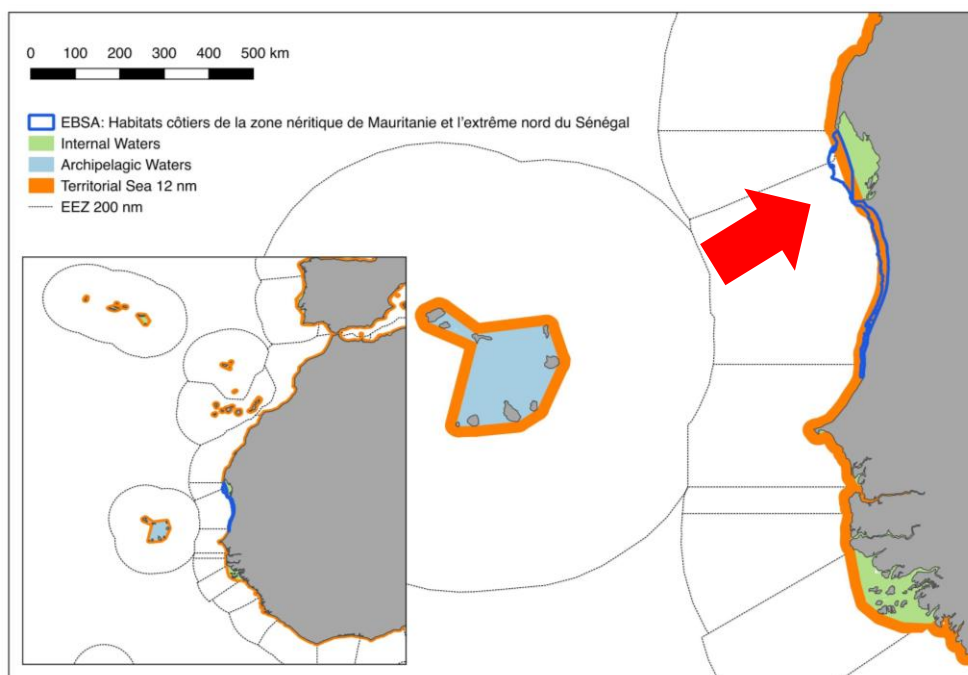 0 100 200 300 400 500 km
EBSA: Habitats côtiers de la zone néritique de Mauritanie et l'extrême nord du Sénégal
Internal Waters
Archipelagic Waters
Territorial Sea 12 nm
EEZ 200 nm